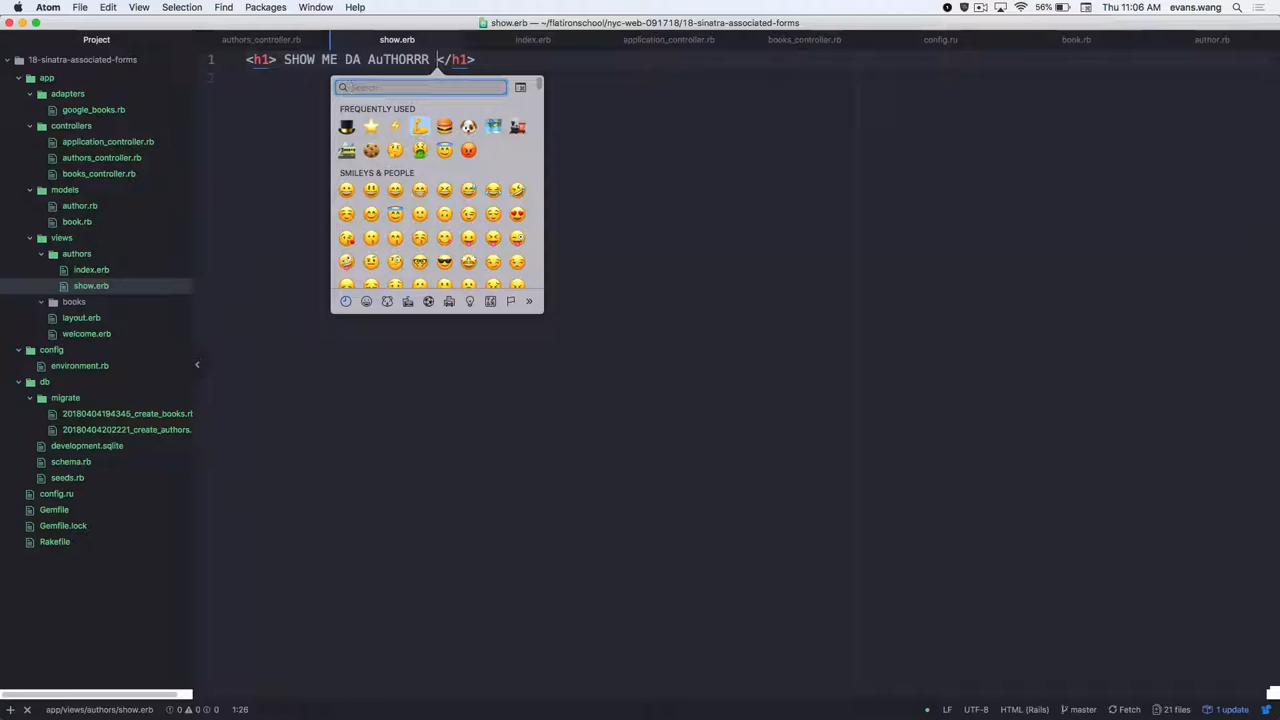 Atom File Edit View Selection Find Packages Window Help 56% Thu 11:06 AM evans.wang
show.erb — ~/flatironschool/nyc-web-091718/18-sinatra-associated-forms
Project authors_controller.rb show.erb index.erb application_controller.rb books_controller.rb config.ru book.rb author.rb
18-sinatra-associated-forms
app
adapters
google_books.rb
controllers
application_controller.rb
authors_controller.rb
books_controller.rb
models
author.rb
book.rb
views
authors
index.erb
show.erb
books
layout.erb
welcome.erb
config
environment.rb
db
migrate
20180404194345_create_books.rb
20180404202221_create_authors.
development.sqlite
schema.rb
seeds.rb
config.ru
Gemfile
Gemfile.lock
Rakefile
1 <h1> SHOW ME DA AuTHORRR </h1>
Search
FREQUENTLY USED
SMILEYS & PEOPLE
app/views/authors/show.erb 0 0 0 1:26 LF UTF-8 HTML (Rails) master Fetch 21 files 1 update